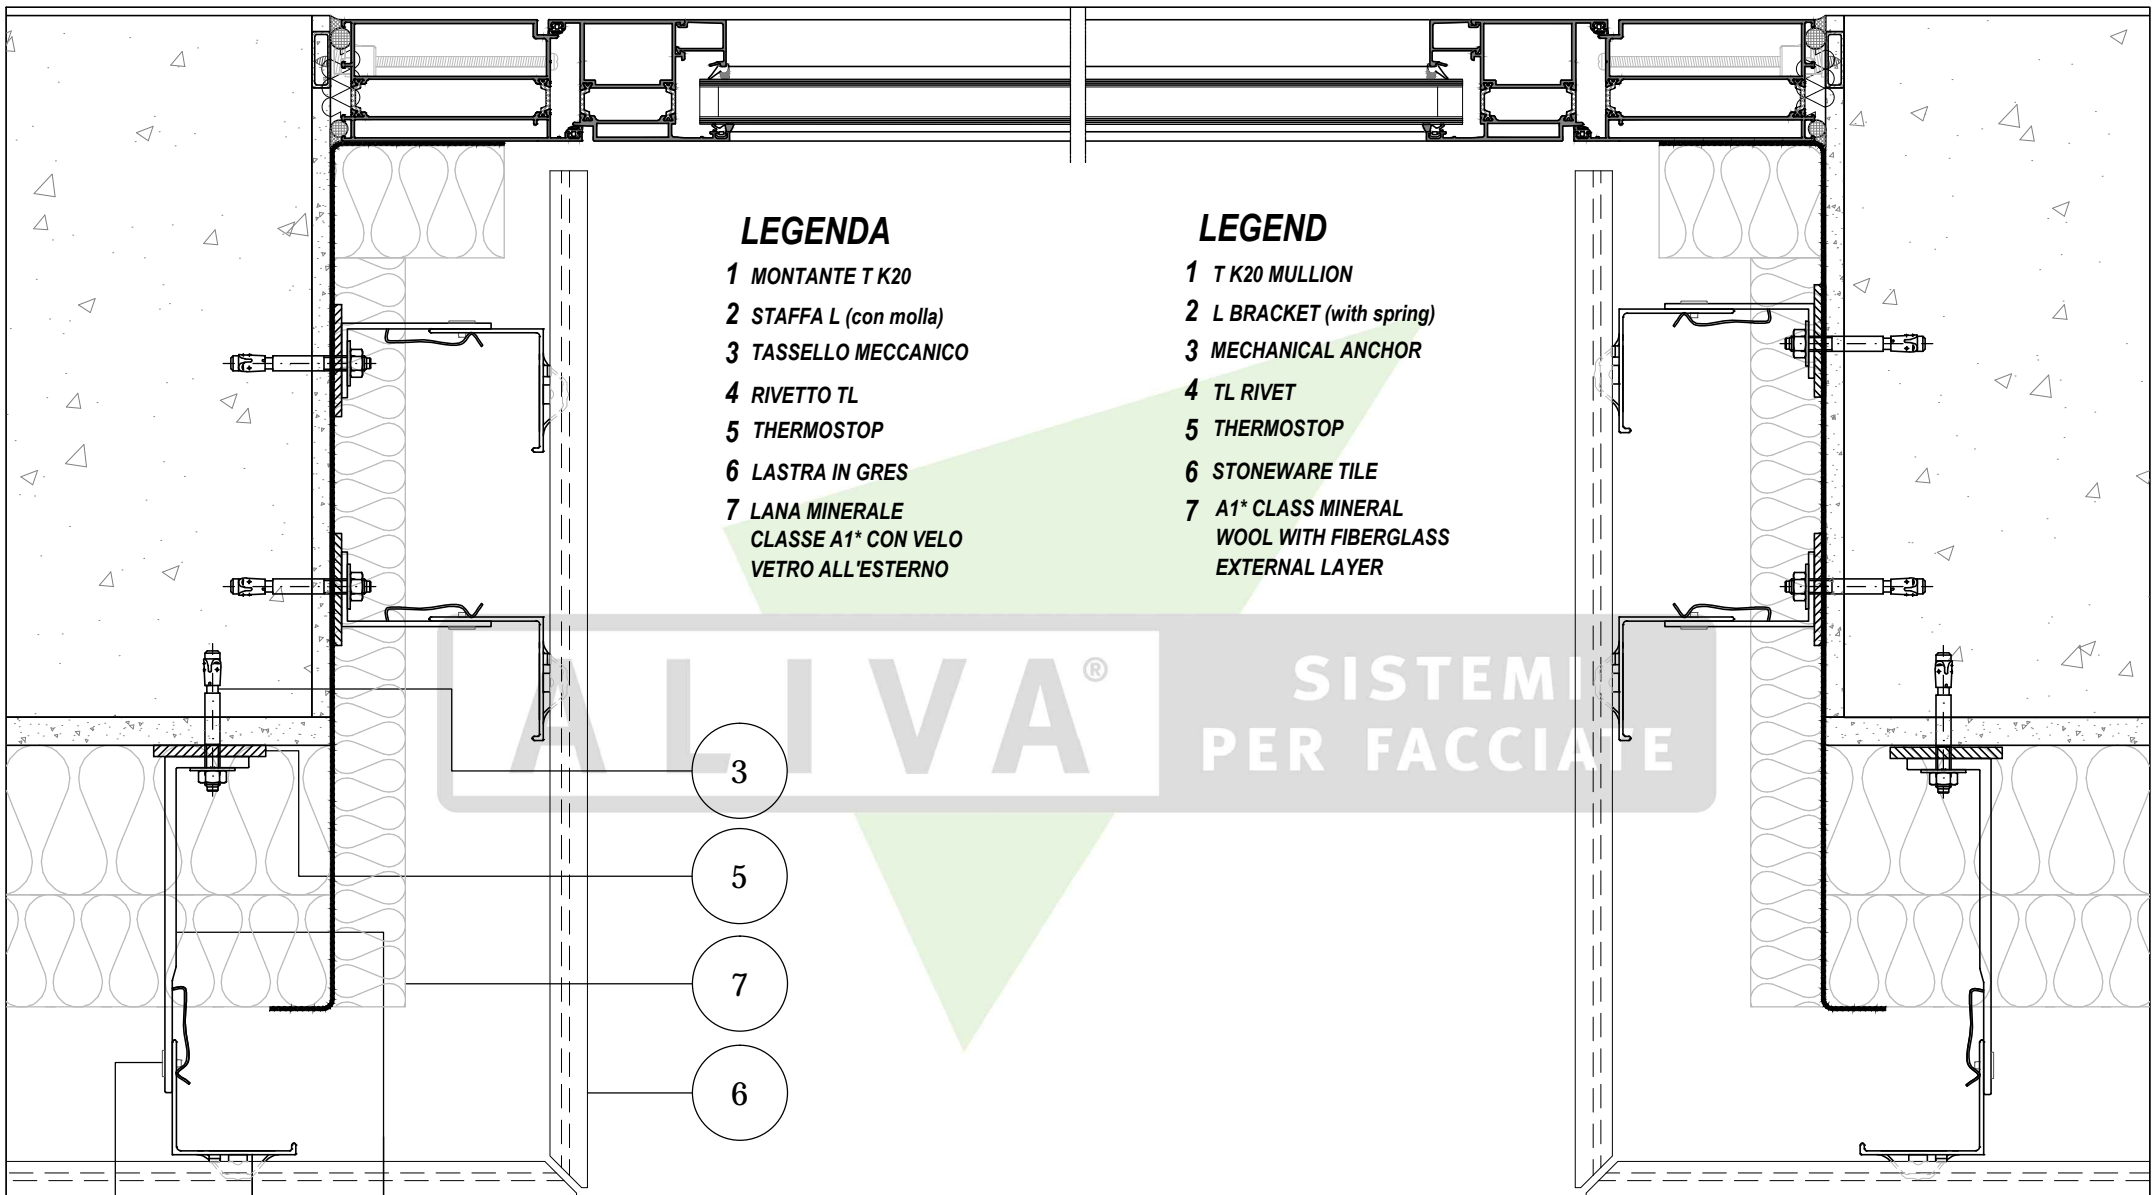 LEGENDA
1 MONTANTE T K20
2 STAFFA L (con molla)
3 TASSELLO MECCANICO
4 RIVETTO TL
5 THERMOSTOP
6 LASTRA IN GRES
7 LANA MINERALE
CLASSE A1* CON VELO
VETRO ALL'ESTERNO
LEGEND
1 T K20 MULLION
2 L BRACKET (with spring)
3 MECHANICAL ANCHOR
4 TL RIVET
5 THERMOSTOP
6 STONEWARE TILE
7 A1* CLASS MINERAL
WOOL WITH FIBERGLASS
EXTERNAL LAYER
ALIVA®
SISTEMI
PER FACCIATE
3
5
7
6